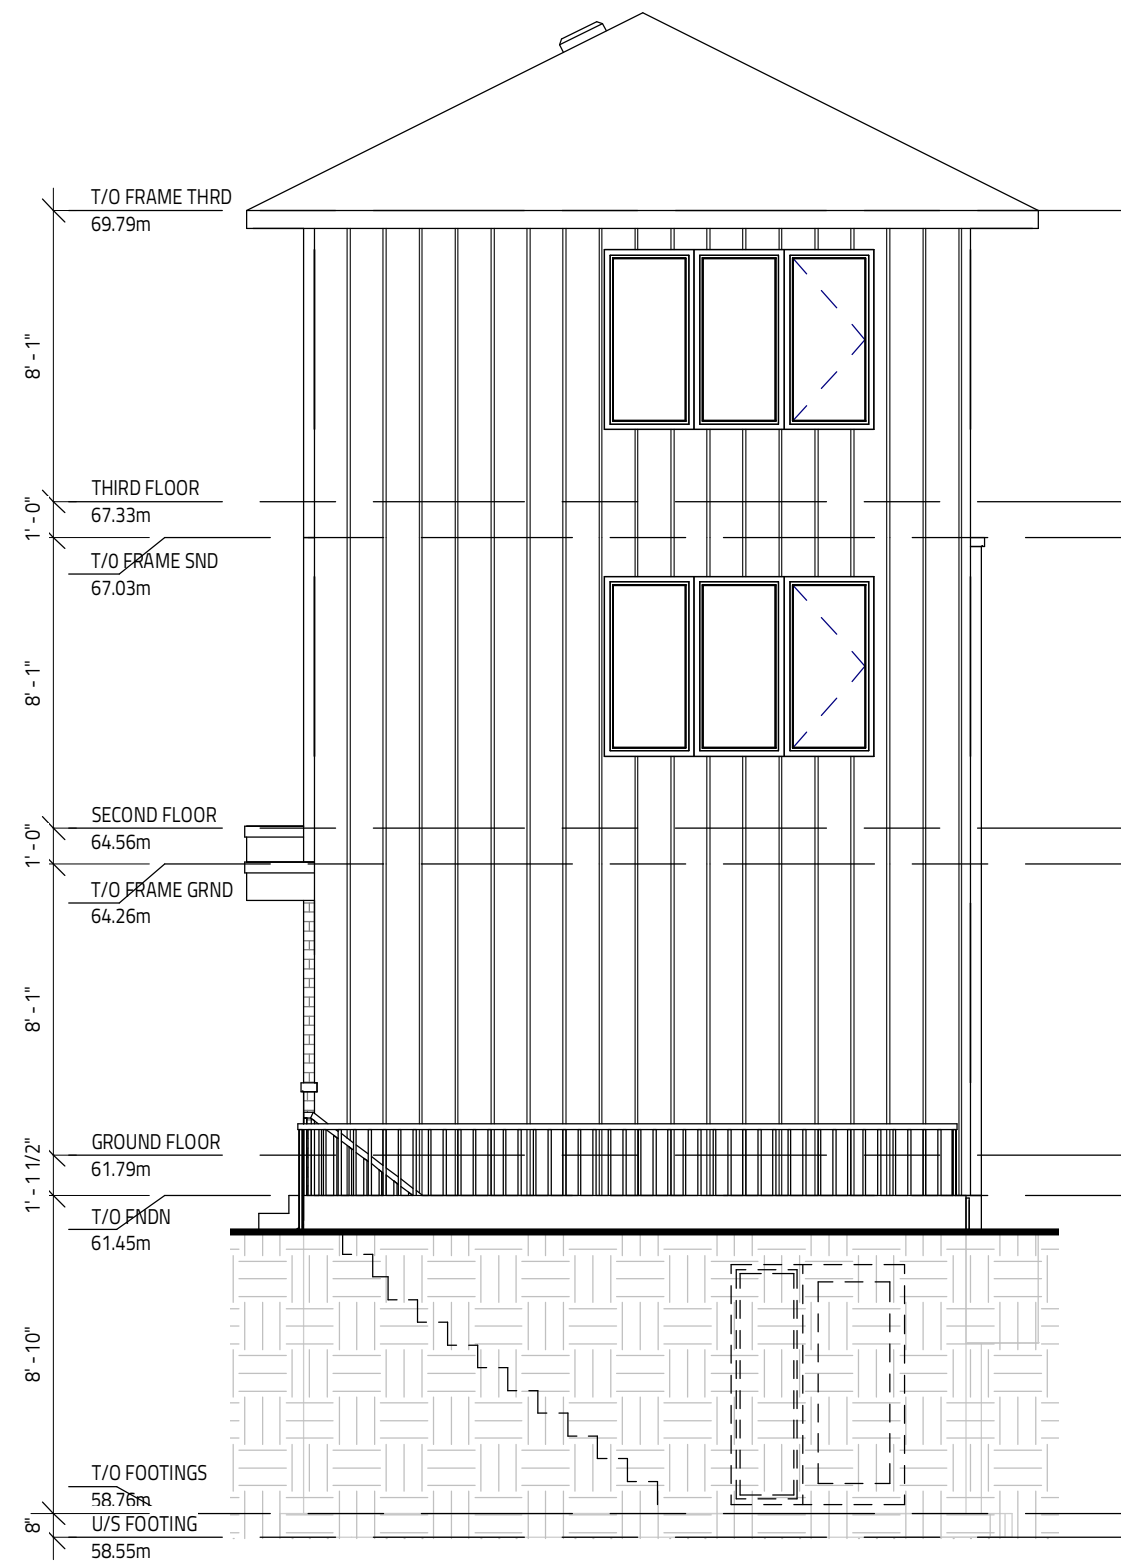 T/O FRAME THRD
69.79m
8' - 1"
THIRD FLOOR
67.33m
1' - 0"
T/O FRAME SND
67.03m
8' - 1"
SECOND FLOOR
64.56m
1' - 0"
T/O FRAME GRND
64.26m
8' - 1"
GROUND FLOOR
61.79m
1' - 1 1/2"
T/O FNDN
61.45m
8' - 10"
T/O FOOTINGS
58.76m
8"
U/S FOOTING
58.55m